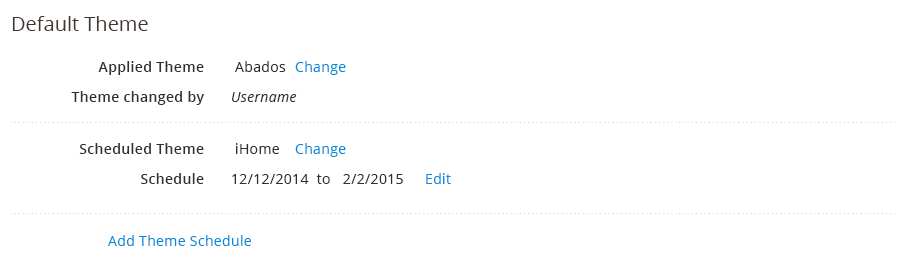 Default Theme
Applied Theme Abados Change
Theme changed by Username
Scheduled Theme iHome Change
Schedule 12/12/2014 to 2/2/2015 Edit
Add Theme Schedule